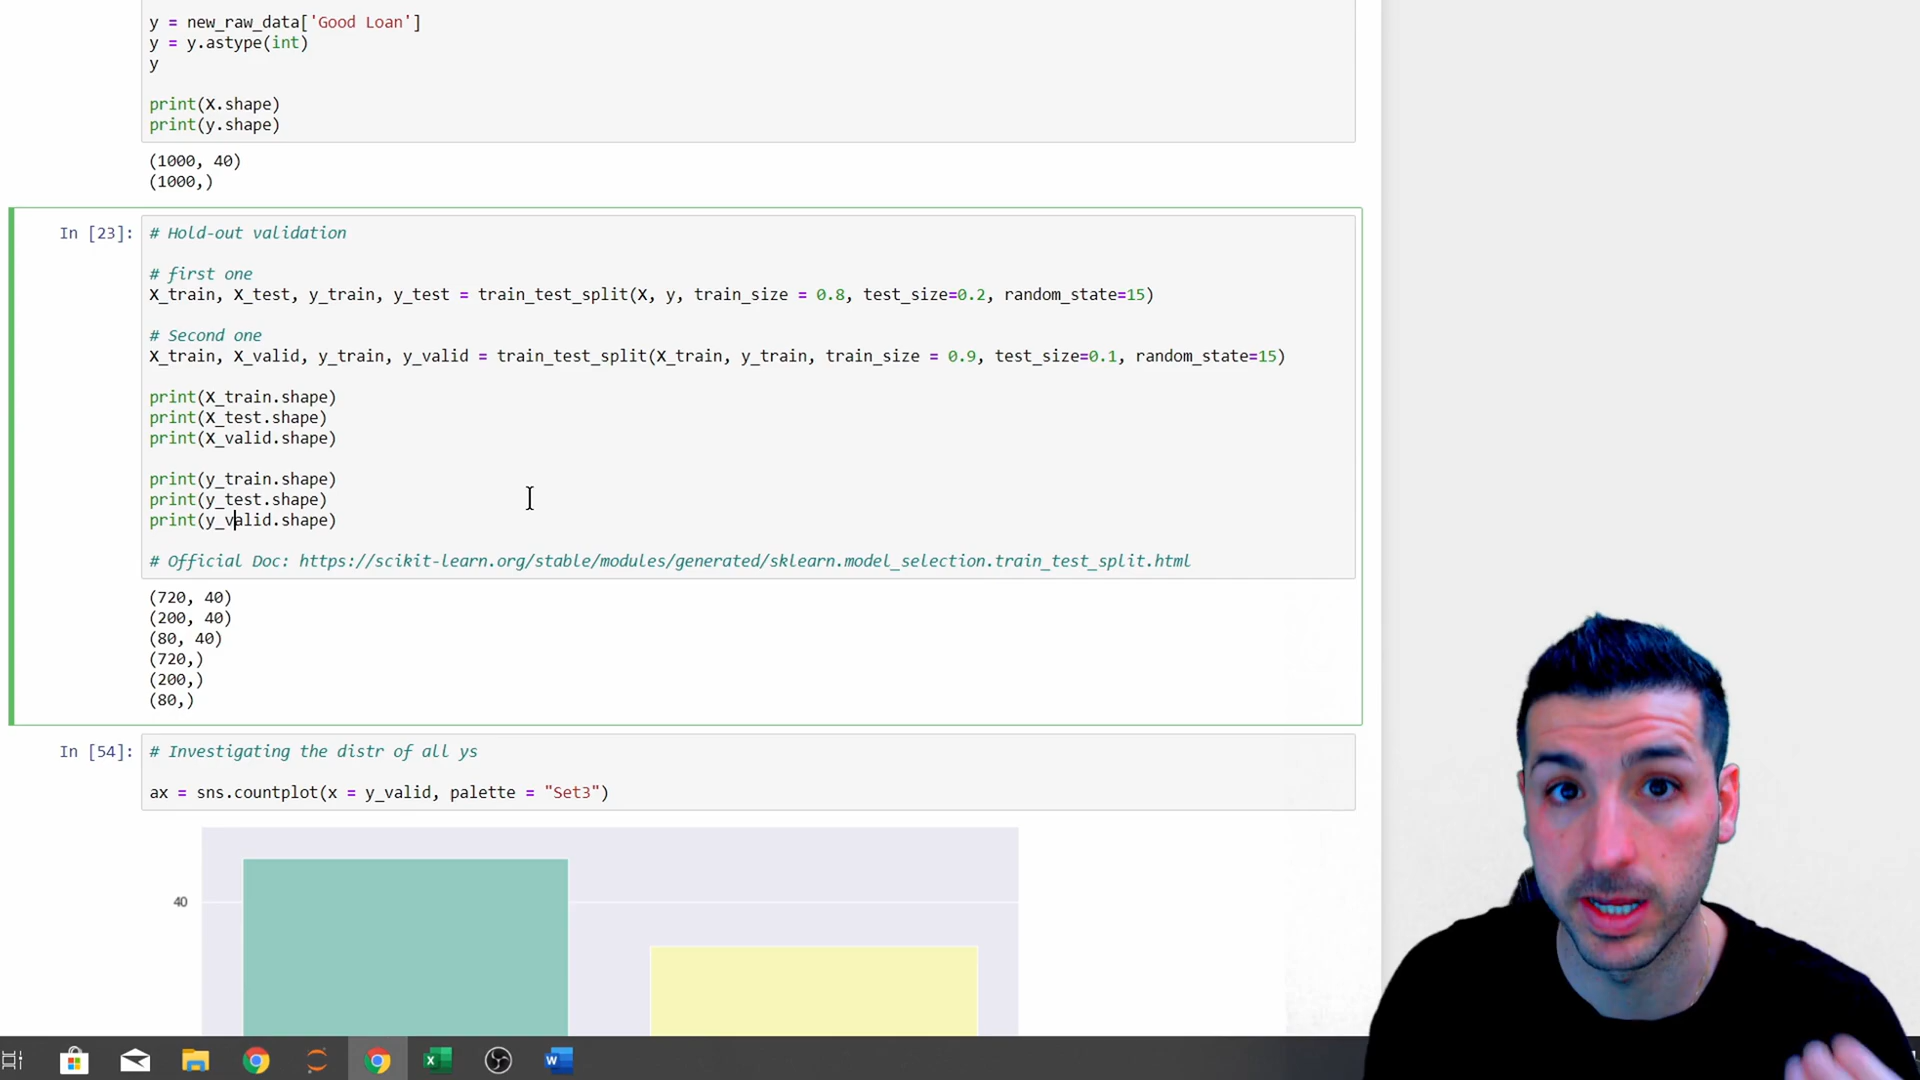 y = new_raw_data['Good Loan']
y = y.astype(int)
y
print(X.shape)
print(y.shape)
(1000, 40)
(1000,)
In [23]:
# Hold-out validation
# first one
X_train, X_test, y_train, y_test = train_test_split(X, y, train_size = 0.8, test_size=0.2, random_state=15)
# Second one
X_train, X_valid, y_train, y_valid = train_test_split(X_train, y_train, train_size = 0.9, test_size=0.1, random_state=15)
print(X_train.shape)
print(X_test.shape)
print(X_valid.shape)
print(y_train.shape)
print(y_test.shape)
print(y_valid.shape)
# Official Doc: https://scikit-learn.org/stable/modules/generated/sklearn.model_selection.train_test_split.html
(720, 40)
(200, 40)
(80, 40)
(720,)
(200,)
(80,)
In [54]:
# Investigating the distr of all ys
ax = sns.countplot(x = y_valid, palette = "Set3")
40